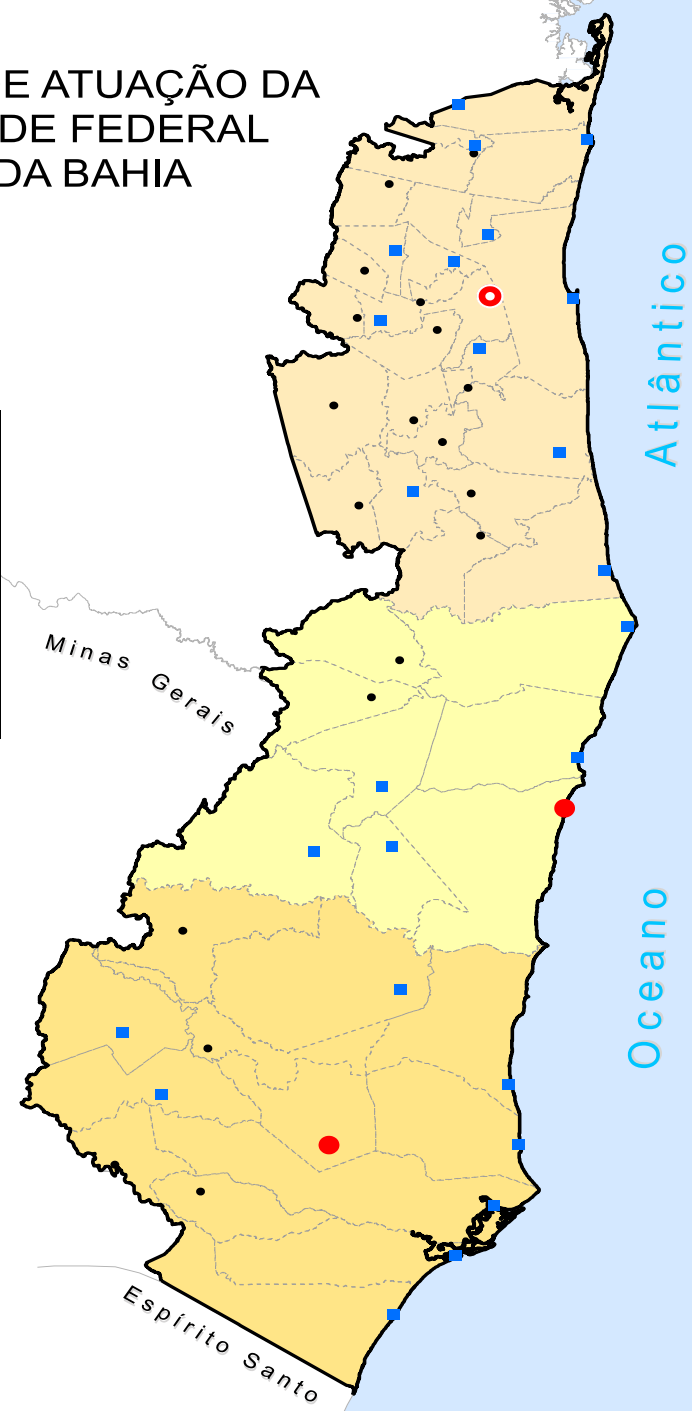 E ATUAÇÃO DA
DE FEDERAL
DA BAHIA
Atlântico
Minas Gerais
Oceano
Espírito Santo